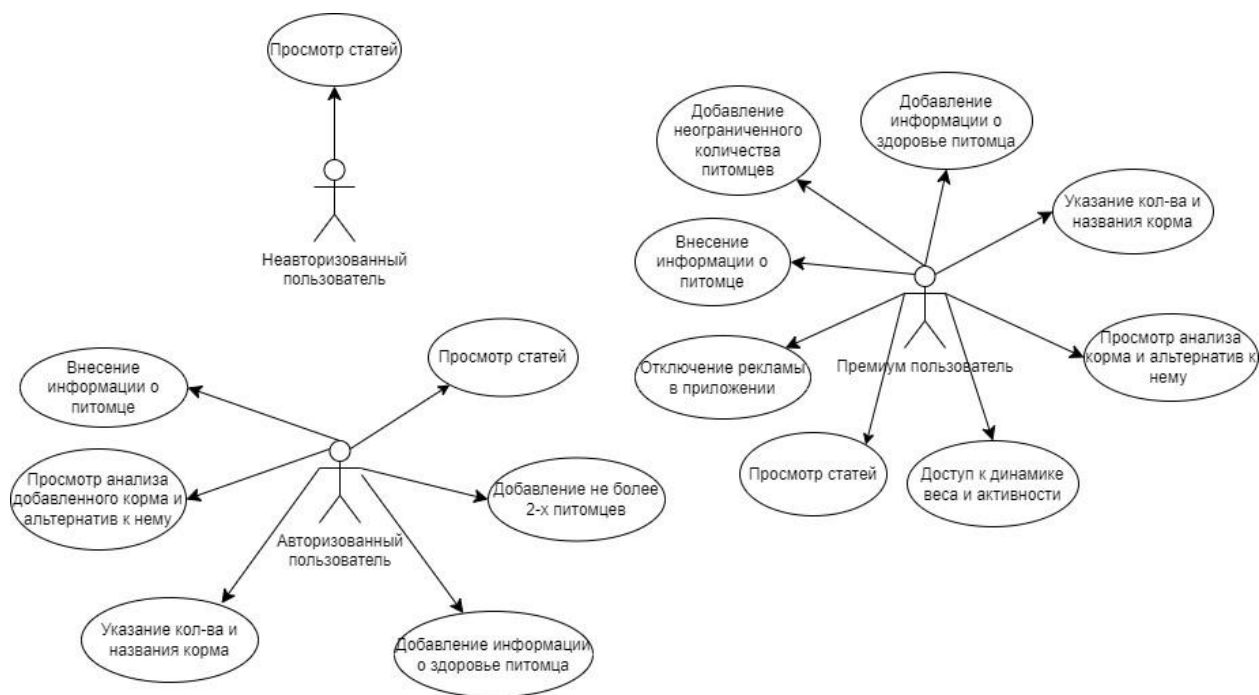 Просмотр статей
Неавторизованный
пользователь
Добавление
неограниченного
количества
питомцев
Добавление
информации о
здоровье питомца
Указание кол-ва и
названия корма
Внесение
информации о
питомце
Отключение рекламы
в приложении
Премиум пользователь
Просмотр анализа
корма и альтернатив к
нему
Просмотр статей
Доступ к динамике
веса и активности
Внесение
информации о
питомце
Просмотр статей
Просмотр анализа
добавленного корма и
альтернатив к нему
Добавление не более
2-х питомцев
Авторизованный
пользователь
Указание кол-ва и
названия корма
Добавление информации
о здоровье питомца